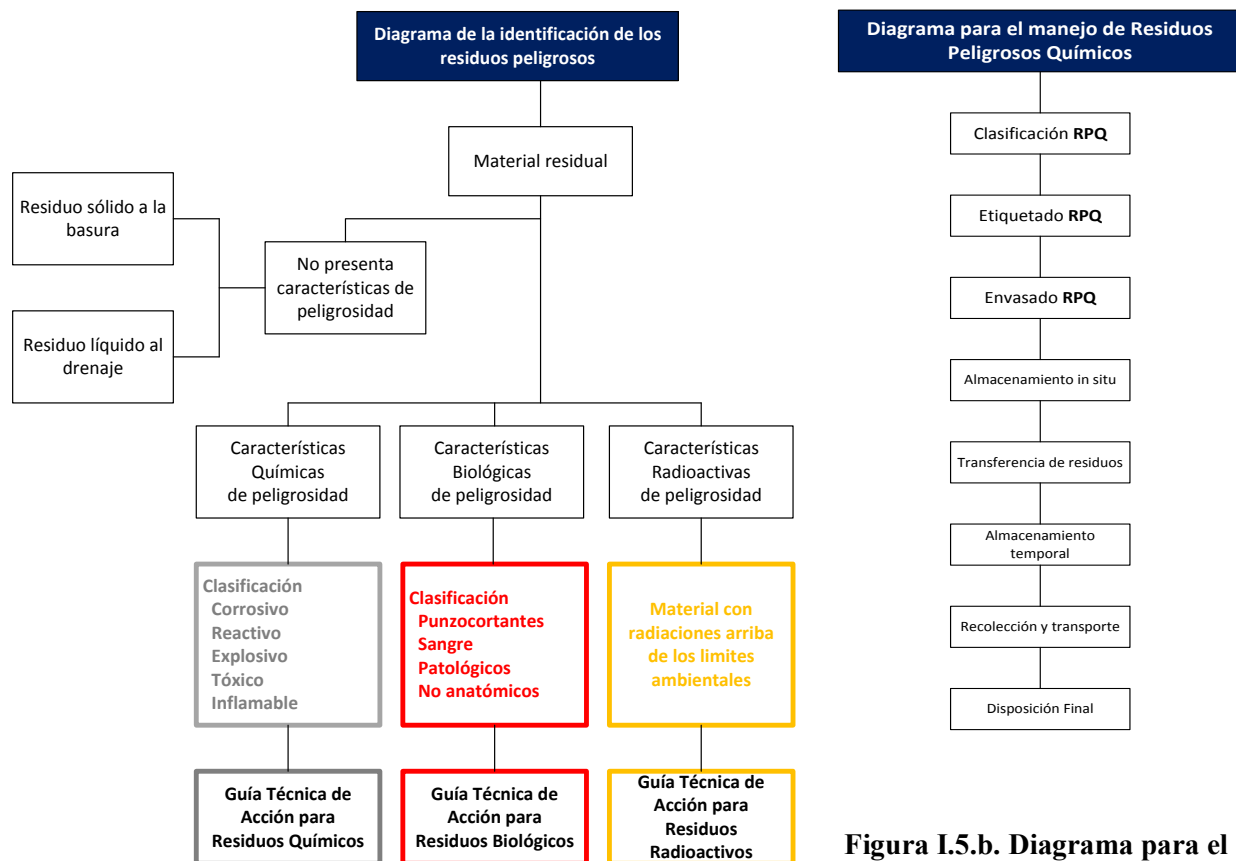 Diagrama de la identificación de los
residuos peligrosos
Material residual
Residuo sólido a la
basura
No presenta
características de
peligrosidad
Residuo líquido al
drenaje
Características
Químicas
de peligrosidad
Características
Biológicas
de peligrosidad
Características
Radioactivas
de peligrosidad
Clasificación
Corrosivo
Reactivo
Explosivo
Tóxico
Inflamable
Clasificación
Punzocortantes
Sangre
Patológicos
No anatómicos
Material con
radiaciones arriba
de los limites
ambientales
Guía Técnica de
Acción para
Residuos Químicos
Guía Técnica de
Acción para
Residuos Biológicos
Guía Técnica de
Acción para
Residuos
Radioactivos
Diagrama para el manejo de Residuos
Peligrosos Químicos
Clasificación RPQ
Etiquetado RPQ
Envasado RPQ
Almacenamiento in situ
Transferencia de residuos
Almacenamiento
temporal
Recolección y transporte
Disposición Final
Figura I.5.b. Diagrama para el